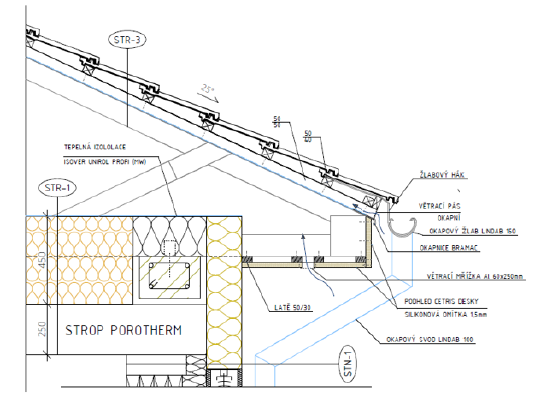 STR-3
25°
TEPELNÁ IZOLOLACE
ISOVER UNIROL PROFI (MW)
50
60
ŽLABOVÝ HÁK
STR-1
VĚTRACÍ PÁS
OKAPNÍ
OKAPOVÝ ŽLAB LINDAB 150
OKAPNICE BRAMAC
450
VĚTRACÍ MŘÍŽKA Al 60x250mm
LATĚ 50/30
PODHLED CETRIS DESKY
SILIKONOVÁ OMÍTKA 1.5mm
250
STROP POROTHERM
OKAPOVÝ SVOD LINDAB 100
STN-1